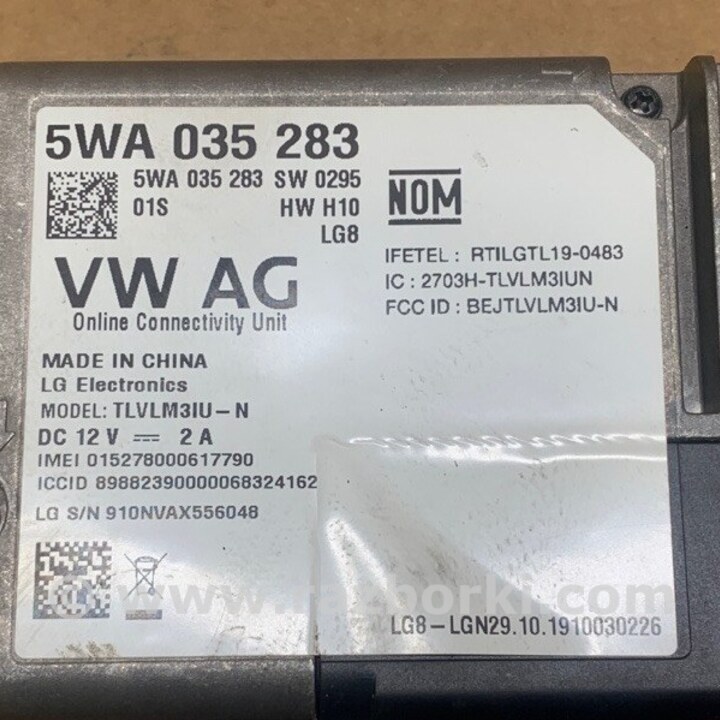 5WA 035 283
5WA 035 283 SW 0295
01S HW H10
LG8
NOM
VW AG
Online Connectivity Unit
IFETEL : RTILGTL19-0483
IC : 2703H-TLVLM3IUN
FCC ID : BEJTLVLM3IU-N
MADE IN CHINA
LG Electronics
MODEL: TLVLM3IU-N
DC 12 V ⎓ 2 A
IMEI 015278000617790
ICCID 89882390000068324162
LG S/N 910NVAX556048
© www.razborki.com
LG8-LGN29.10.1910030226